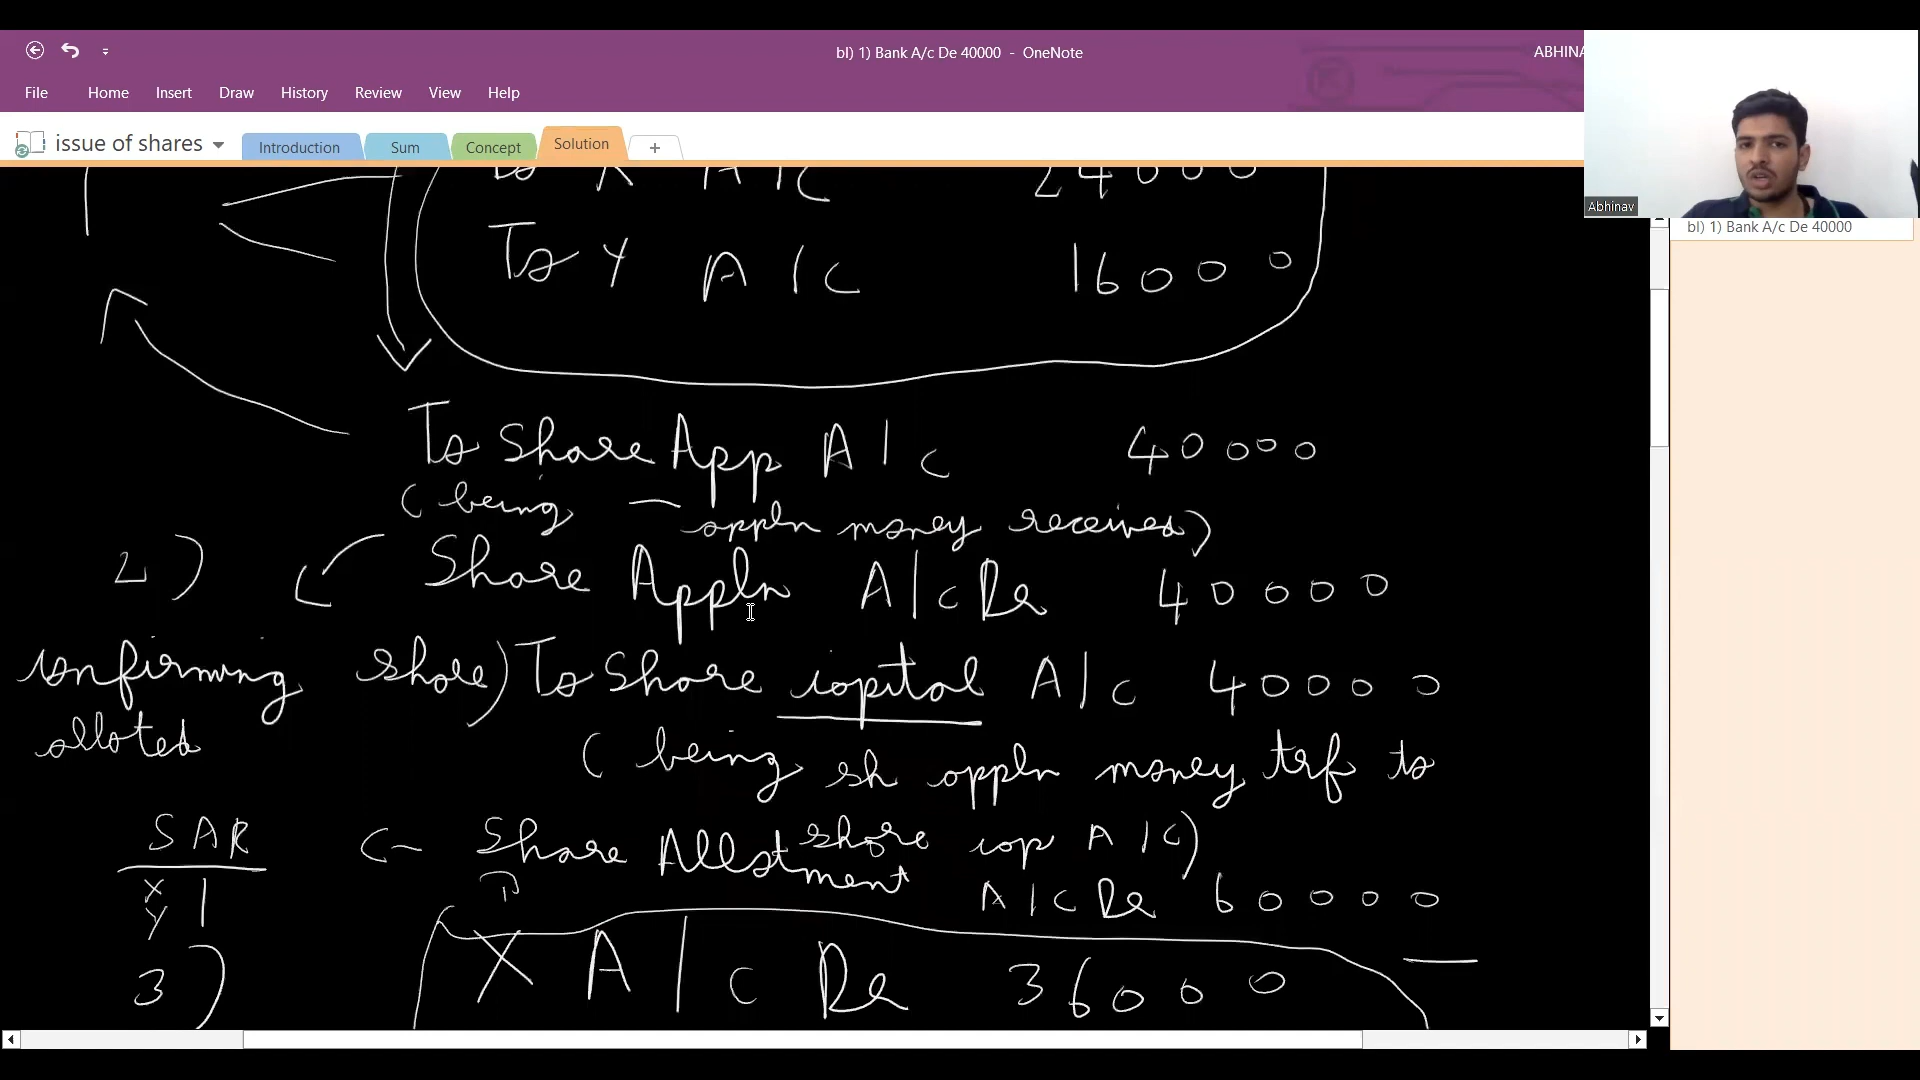 bI) 1) Bank A/c De 40000 - OneNote
ABHINA
File Home Insert Draw History Review View Help
issue of shares
Introduction Sum Concept Solution +
Abhinav
bI) 1) Bank A/c De 40000
To X A/C 24000
To Y A/C 16000
To Share App A/c 40000
(being appln money received)
2) Share Appln A/c De 40000
confirming share) To Share capital A/c 40000
alloted
(being sh appln money trf to
share cap A/C)
SAR Share Allotment
A/C De 60000
X
Y
3) X A/c De 36000